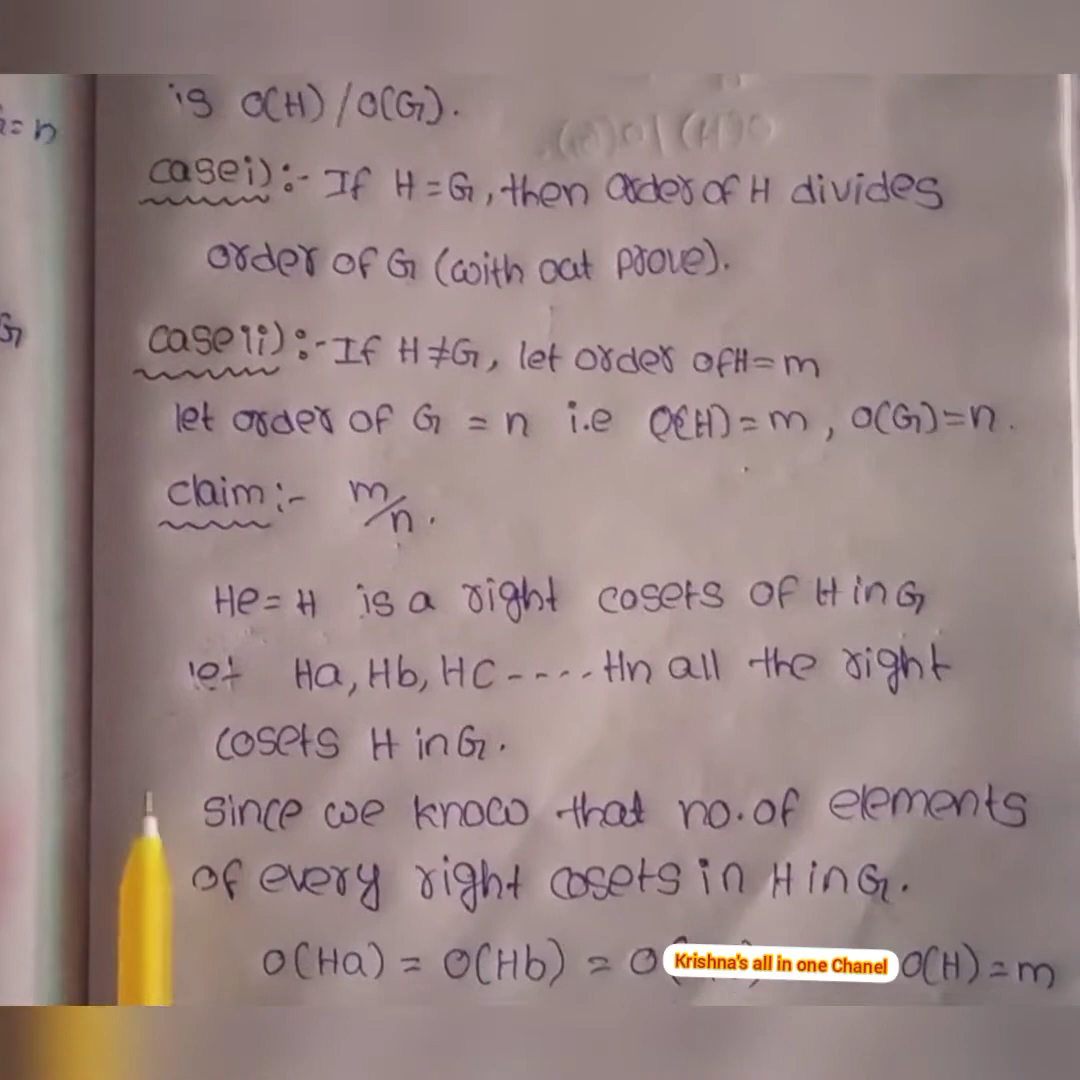 is O(H)/O(G).
i= n
case i) :- If H = G, then order of H divides
order of G (with out prove).
case ii) :- If H ≠ G, let order of H = m
let order of G = n i.e O(H) = m, O(G) = n.
claim :- m/n.
He = H is a right cosets of H in G
let Ha, Hb, HC ---- Hn all the right
cosets H in G.
since we know that no. of elements
of every right cosets in H in G.
O(Ha) = O(Hb) = O( O(H) = m
Krishna's all in one Chanel